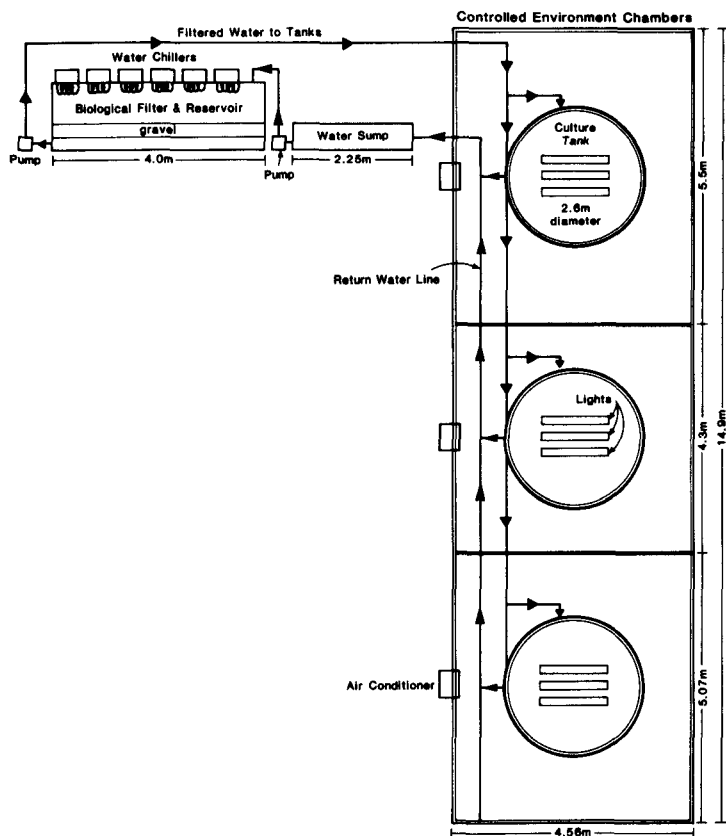 Controlled Environment Chambers
Filtered Water to Tanks
Water Chillers
Biological Filter & Reservoir
gravel
Water Sump
Pump
4.0m
Pump
2.25m
Culture
Tank
2.6m
diameter
5.5m
Return Water Line
Lights
4.3m
14.9m
Air Conditioner
5.07m
4.56m